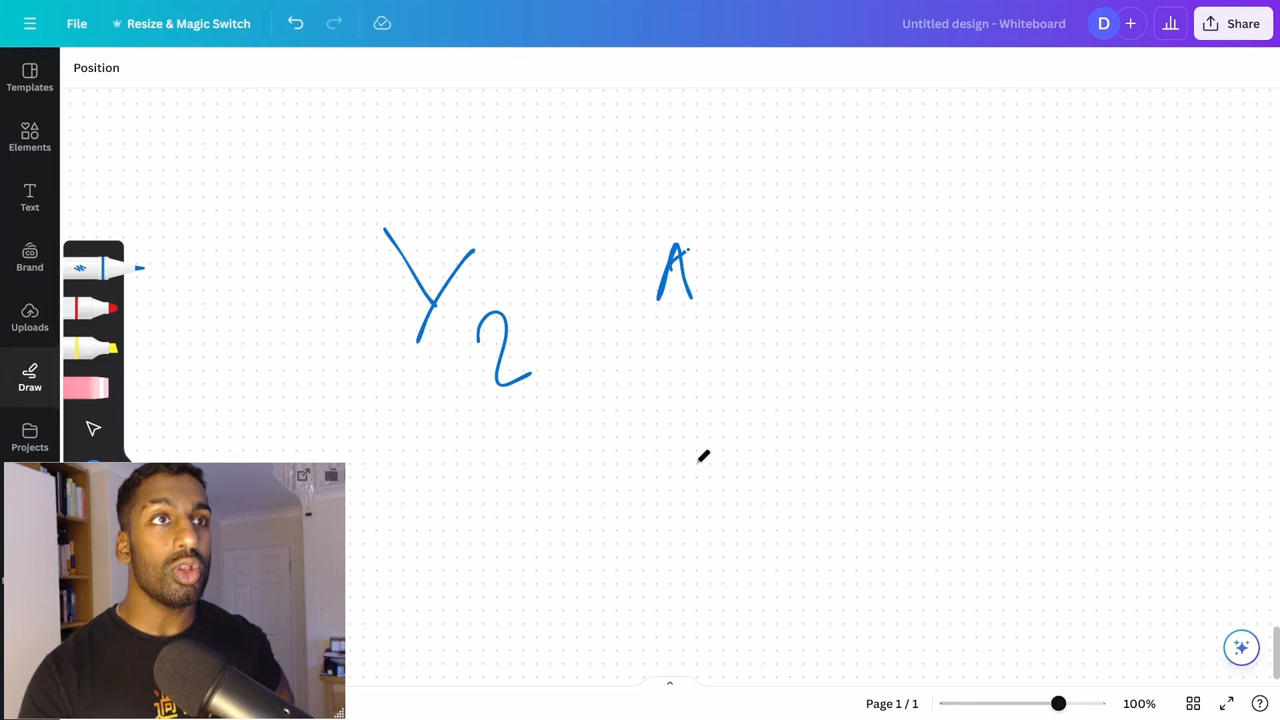 File
Resize & Magic Switch
Untitled design - Whiteboard
D
Share
Position
Templates
Elements
Text
Brand
Uploads
Draw
Projects
Y
2
A
Page 1 / 1
100%